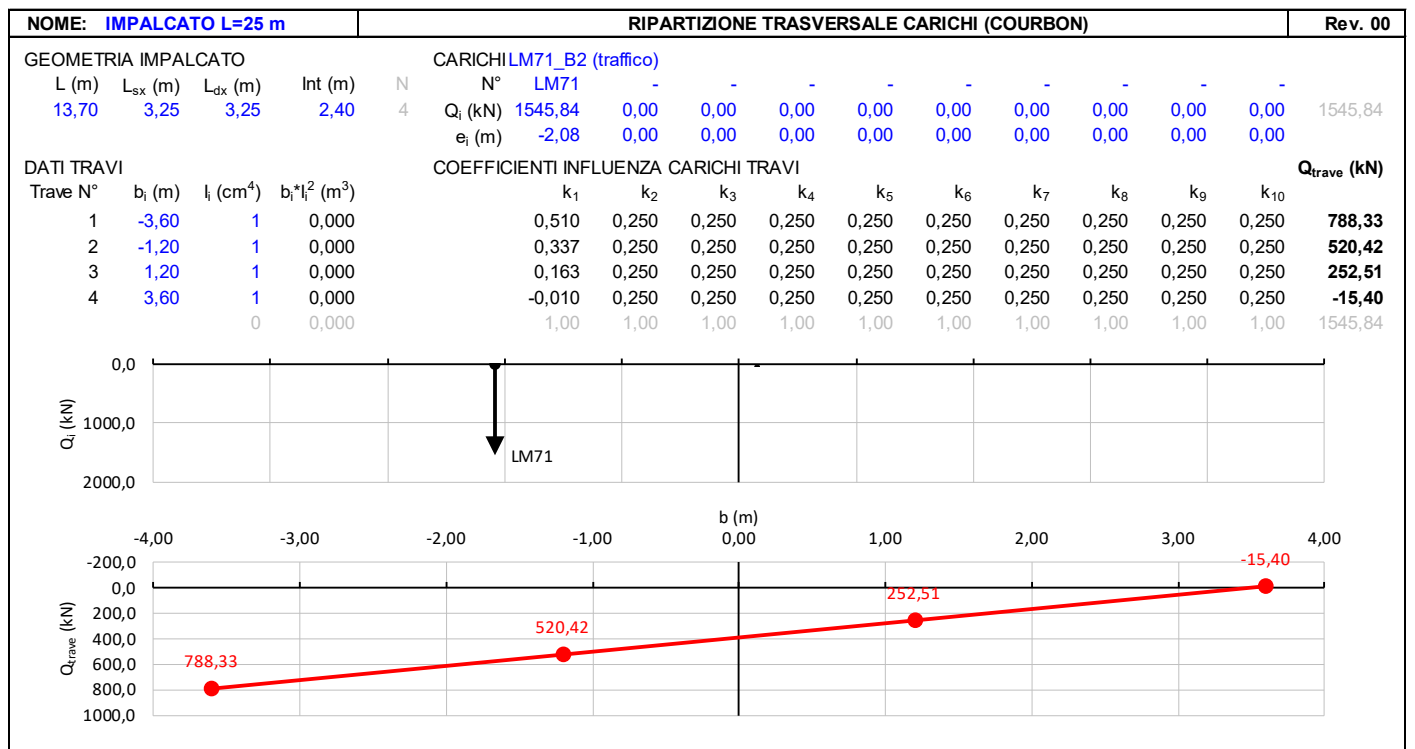 NOME: IMPALCATO L=25 m RIPARTIZIONE TRASVERSALE CARICHI (COURBON) Rev. 00
GEOMETRIA IMPALCATO CARICHI LM71_B2 (traffico)
L (m) Lsx (m) Ldx (m) Int (m) N N° LM71 - - - - - - - - -
13,70 3,25 3,25 2,40 4 Qi (kN) 1545,84 0,00 0,00 0,00 0,00 0,00 0,00 0,00 0,00 1545,84
ei (m) -2,08 0,00 0,00 0,00 0,00 0,00 0,00 0,00 0,00
DATI TRAVI COEFFICIENTI INFLUENZA CARICHI TRAVI Qtrave (kN)
Trave N° bi (m) Ii (cm4) bi*Ii2 (m3) k1 k2 k3 k4 k5 k6 k7 k8 k9 k10
1 -3,60 1 0,000 0,510 0,250 0,250 0,250 0,250 0,250 0,250 0,250 0,250 0,250 788,33
2 -1,20 1 0,000 0,337 0,250 0,250 0,250 0,250 0,250 0,250 0,250 0,250 0,250 520,42
3 1,20 1 0,000 0,163 0,250 0,250 0,250 0,250 0,250 0,250 0,250 0,250 0,250 252,51
4 3,60 1 0,000 -0,010 0,250 0,250 0,250 0,250 0,250 0,250 0,250 0,250 0,250 -15,40
0 0,000 1,00 1,00 1,00 1,00 1,00 1,00 1,00 1,00 1,00 1,00 1545,84
0,0
1000,0
2000,0
Qi (kN)
LM71
b (m)
-4,00 -3,00 -2,00 -1,00 0,00 1,00 2,00 3,00 4,00
-200,0
0,0
200,0
400,0
600,0
800,0
1000,0
Qtrave (kN)
788,33
520,42
252,51
-15,40